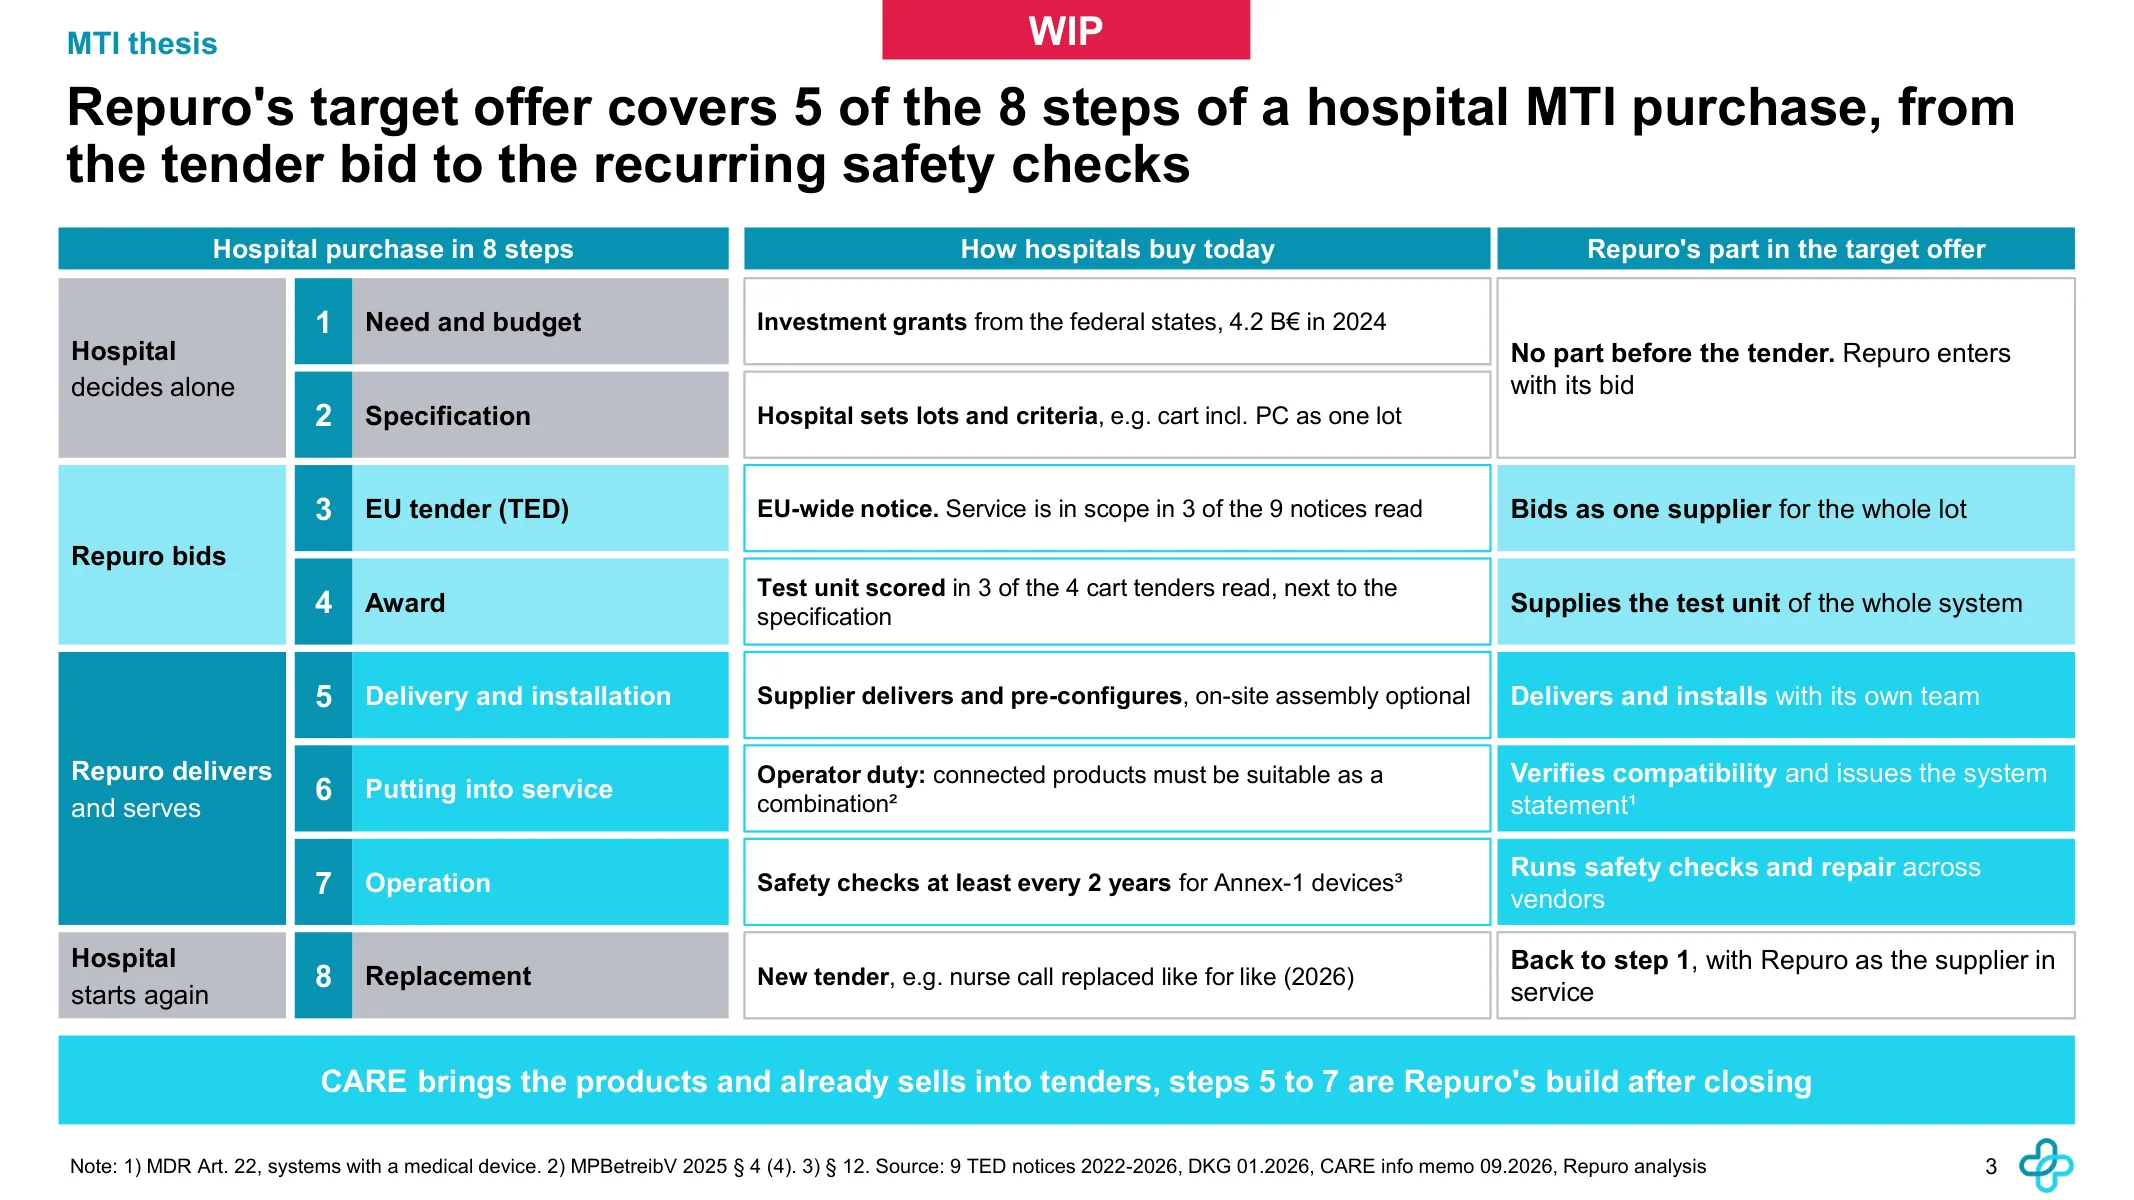 WIP
MTI thesis
Repuro's target offer covers 5 of the 8 steps of a hospital MTI purchase, from
the tender bid to the recurring safety checks
Hospital purchase in 8 steps
How hospitals buy today
Repuro's part in the target offer
Hospital
decides alone
1
Need and budget
Investment grants from the federal states, 4.2 B€ in 2024
No part before the tender. Repuro enters
with its bid
2
Specification
Hospital sets lots and criteria, e.g. cart incl. PC as one lot
Repuro bids
3
EU tender (TED)
EU-wide notice. Service is in scope in 3 of the 9 notices read
Bids as one supplier for the whole lot
4
Award
Test unit scored in 3 of the 4 cart tenders read, next to the
specification
Supplies the test unit of the whole system
Repuro delivers
and serves
5
Delivery and installation
Supplier delivers and pre-configures, on-site assembly optional
Delivers and installs with its own team
6
Putting into service
Operator duty: connected products must be suitable as a
combination²
Verifies compatibility and issues the system
statement¹
7
Operation
Safety checks at least every 2 years for Annex-1 devices³
Runs safety checks and repair across
vendors
Hospital
starts again
8
Replacement
New tender, e.g. nurse call replaced like for like (2026)
Back to step 1, with Repuro as the supplier in
service
CARE brings the products and already sells into tenders, steps 5 to 7 are Repuro's build after closing
Note: 1) MDR Art. 22, systems with a medical device. 2) MPBetreibV 2025 § 4 (4). 3) § 12. Source: 9 TED notices 2022-2026, DKG 01.2026, CARE info memo 09.2026, Repuro analysis
3